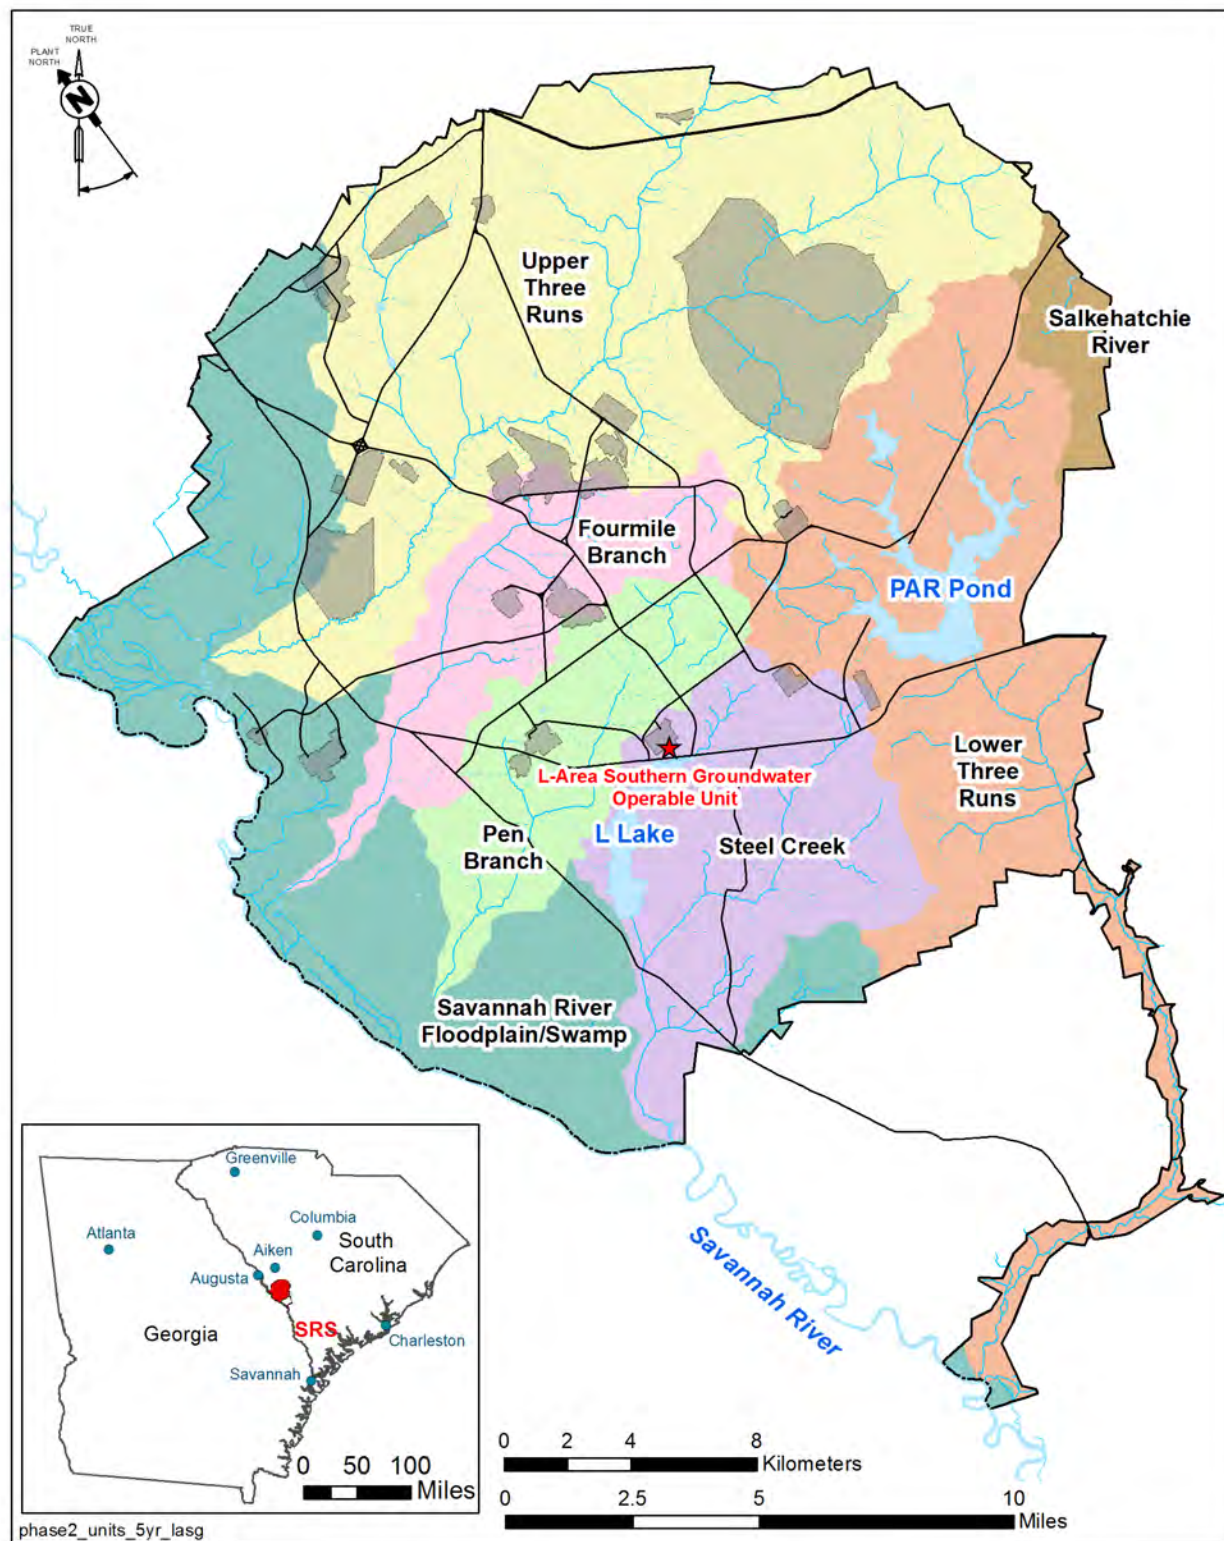 TRUE
NORTH
PLANT
NORTH
N
Upper
Three
Runs
Salkehatchie
River
Fourmile
Branch
PAR Pond
Lower
Three
Runs
L-Area Southern Groundwater
Operable Unit
L Lake
Pen
Branch
Steel Creek
Savannah River
Floodplain/Swamp
Savannah River
Greenville
Atlanta
Columbia
South
Carolina
Aiken
Augusta
Georgia
SRS
Charleston
Savannah
0 50 100
Miles
0 2 4 8
Kilometers
0 2.5 5 10
Miles
phase2_units_5yr_lasg